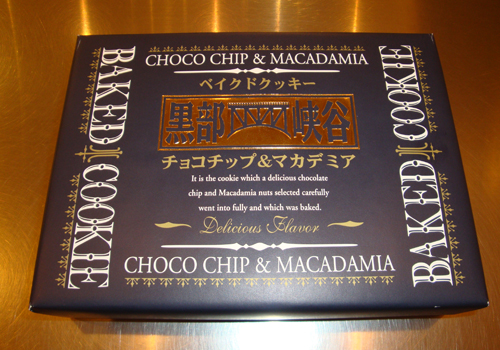 CHOCO CHIP & MACADAMIA
ベイクドクッキー
黒部峡谷
チョコチップ&マカデミア
It is the cookie which a delicious chocolate
chip and Macadamia nuts selected carefully
went into fully and which was baked.
Delicious Flavor
CHOCO CHIP & MACADAMIA
BAKED COOKIE
BAKED COOKIE